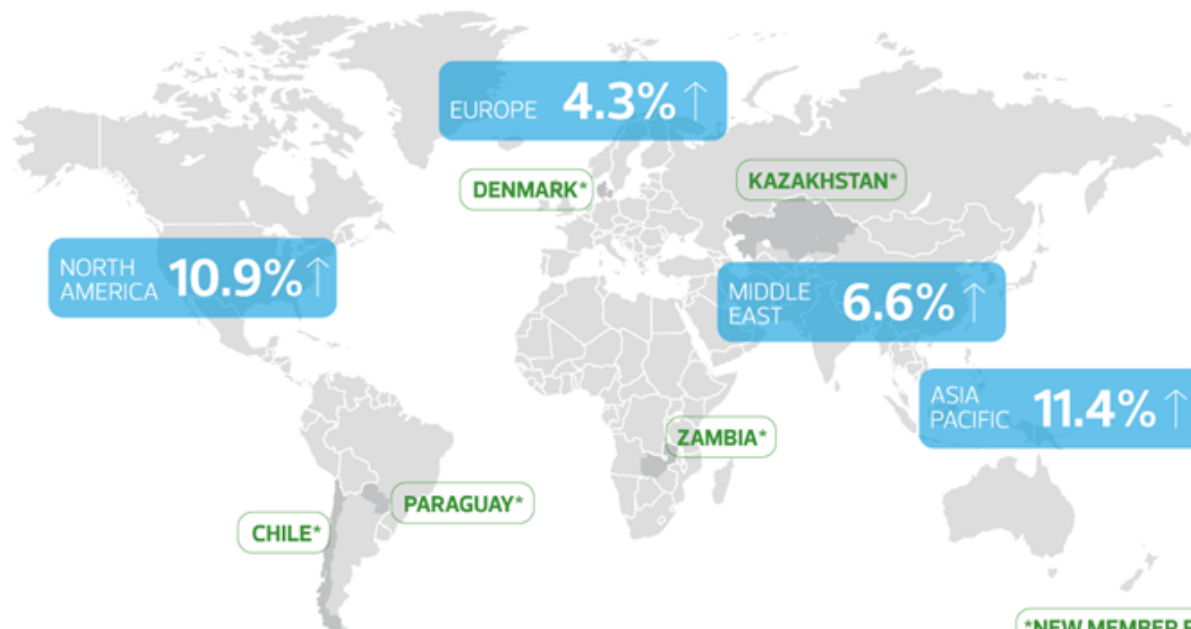 EUROPE 4.3% ↑
DENMARK*
KAZAKHSTAN*
NORTH
AMERICA 10.9% ↑
MIDDLE
EAST 6.6% ↑
ASIA
PACIFIC 11.4% ↑
ZAMBIA*
PARAGUAY*
CHILE*
*NEW MEMBER